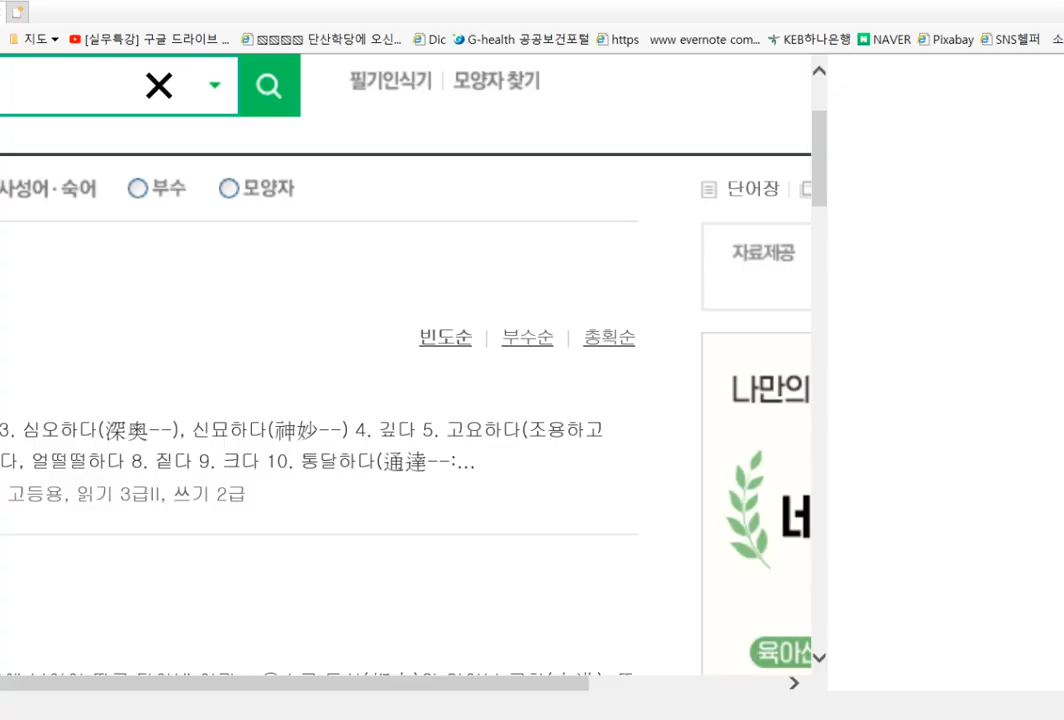 지도 [실무특강] 구글 드라이브 ... 단산학당에 오신... Dic G-health 공공보건포털 https www evernote com... KEB하나은행 NAVER Pixabay SNS헬퍼 소
필기인식기 | 모양자 찾기
사성어·숙어 부수 모양자
단어장
자료제공
빈도순 | 부수순 | 총획순
나만의
3. 심오하다(深奥--), 신묘하다(神妙--) 4. 깊다 5. 고요하다(조용하고
다, 얼떨떨하다 8. 짙다 9. 크다 10. 통달하다(通達--:...
고등용, 읽기 3급II, 쓰기 2급
네
육아